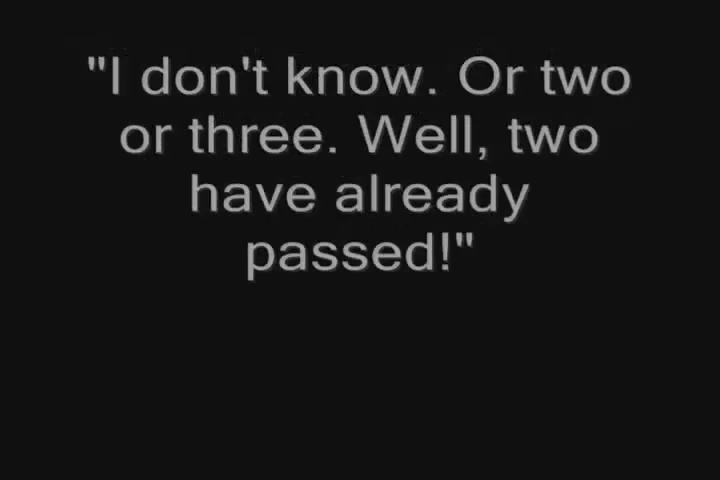 "I don't know. Or two
or three. Well, two
have already
passed!"